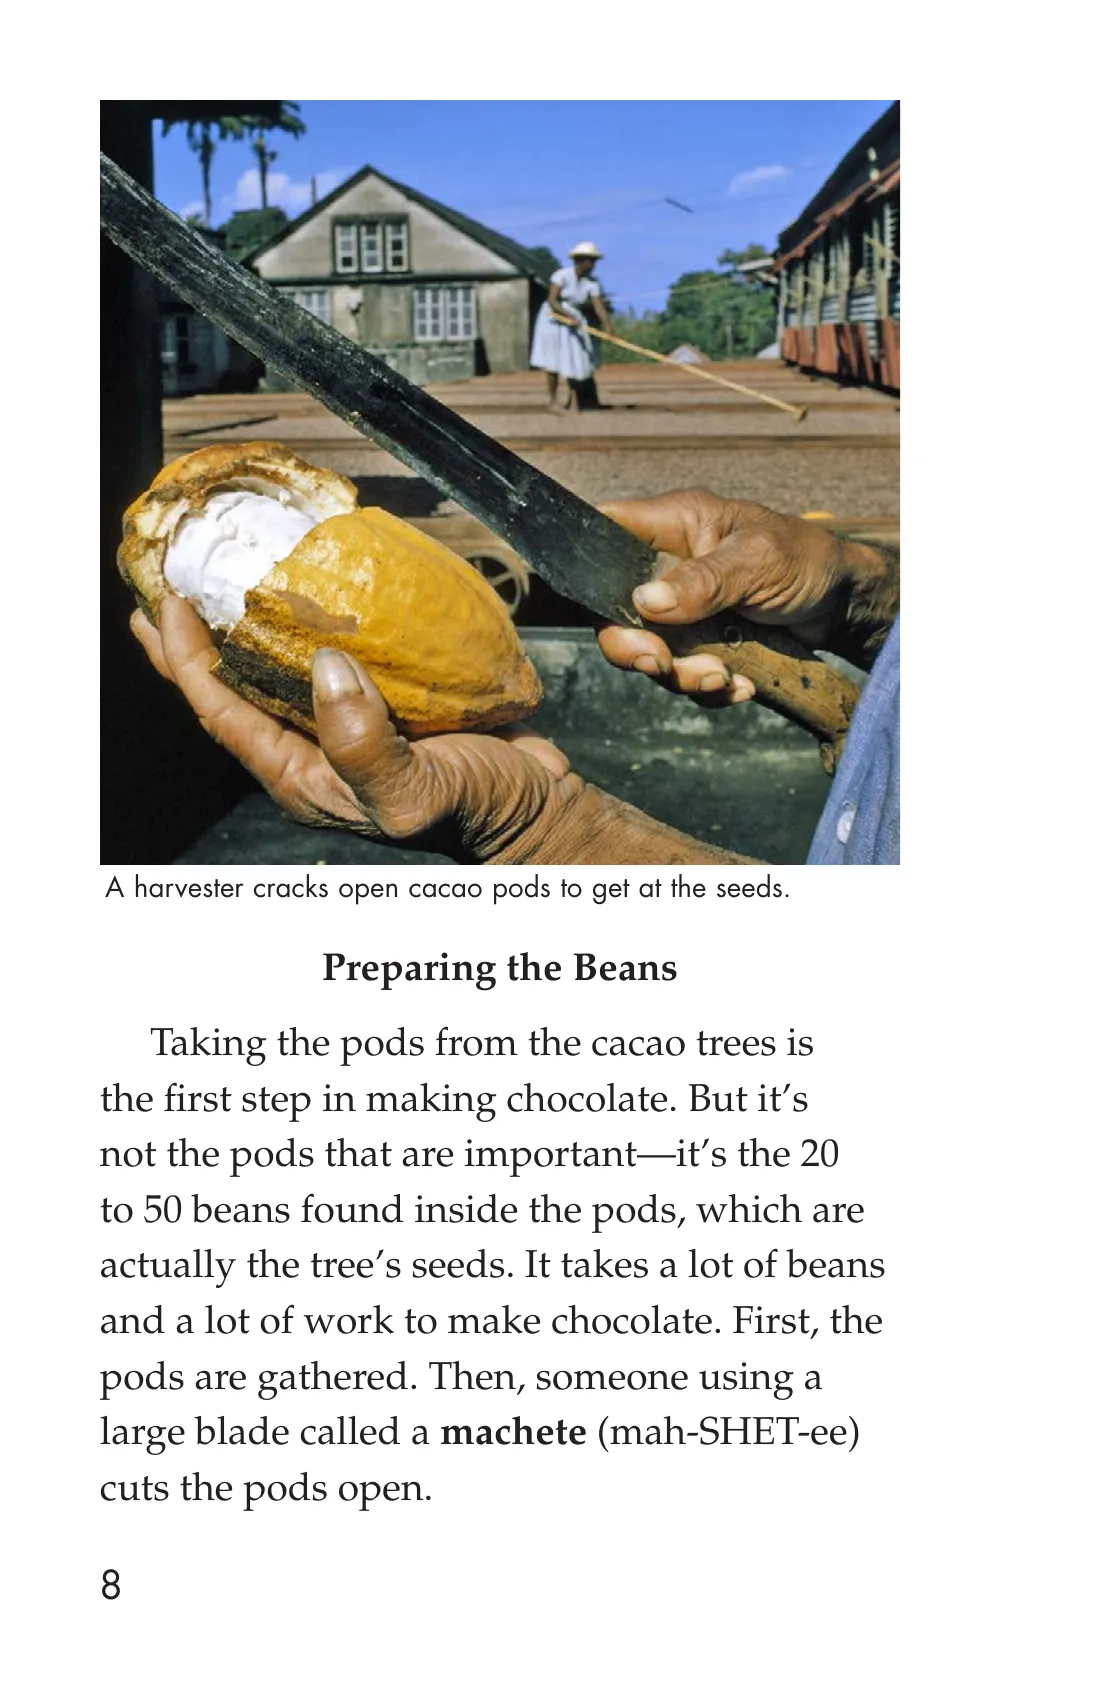 A harvester cracks open cacao pods to get at the seeds.
Preparing the Beans
Taking the pods from the cacao trees is
the first step in making chocolate. But it’s
not the pods that are important—it’s the 20
to 50 beans found inside the pods, which are
actually the tree’s seeds. It takes a lot of beans
and a lot of work to make chocolate. First, the
pods are gathered. Then, someone using a
large blade called a machete (mah-SHET-ee)
cuts the pods open.
8